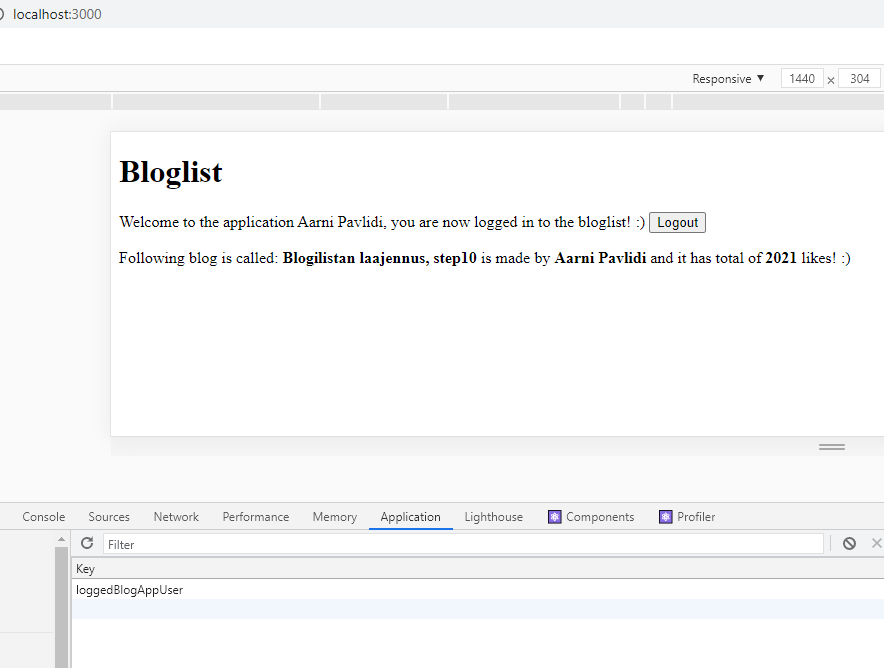 localhost:3000
Responsive ▼ 1440 × 304
Bloglist
Welcome to the application Aarni Pavlidi, you are now logged in to the bloglist! :) Logout
Following blog is called: Blogilistan laajennus, step10 is made by Aarni Pavlidi and it has total of 2021 likes! :)
Console Sources Network Performance Memory Application Lighthouse Components Profiler
Filter
Key
loggedBlogAppUser